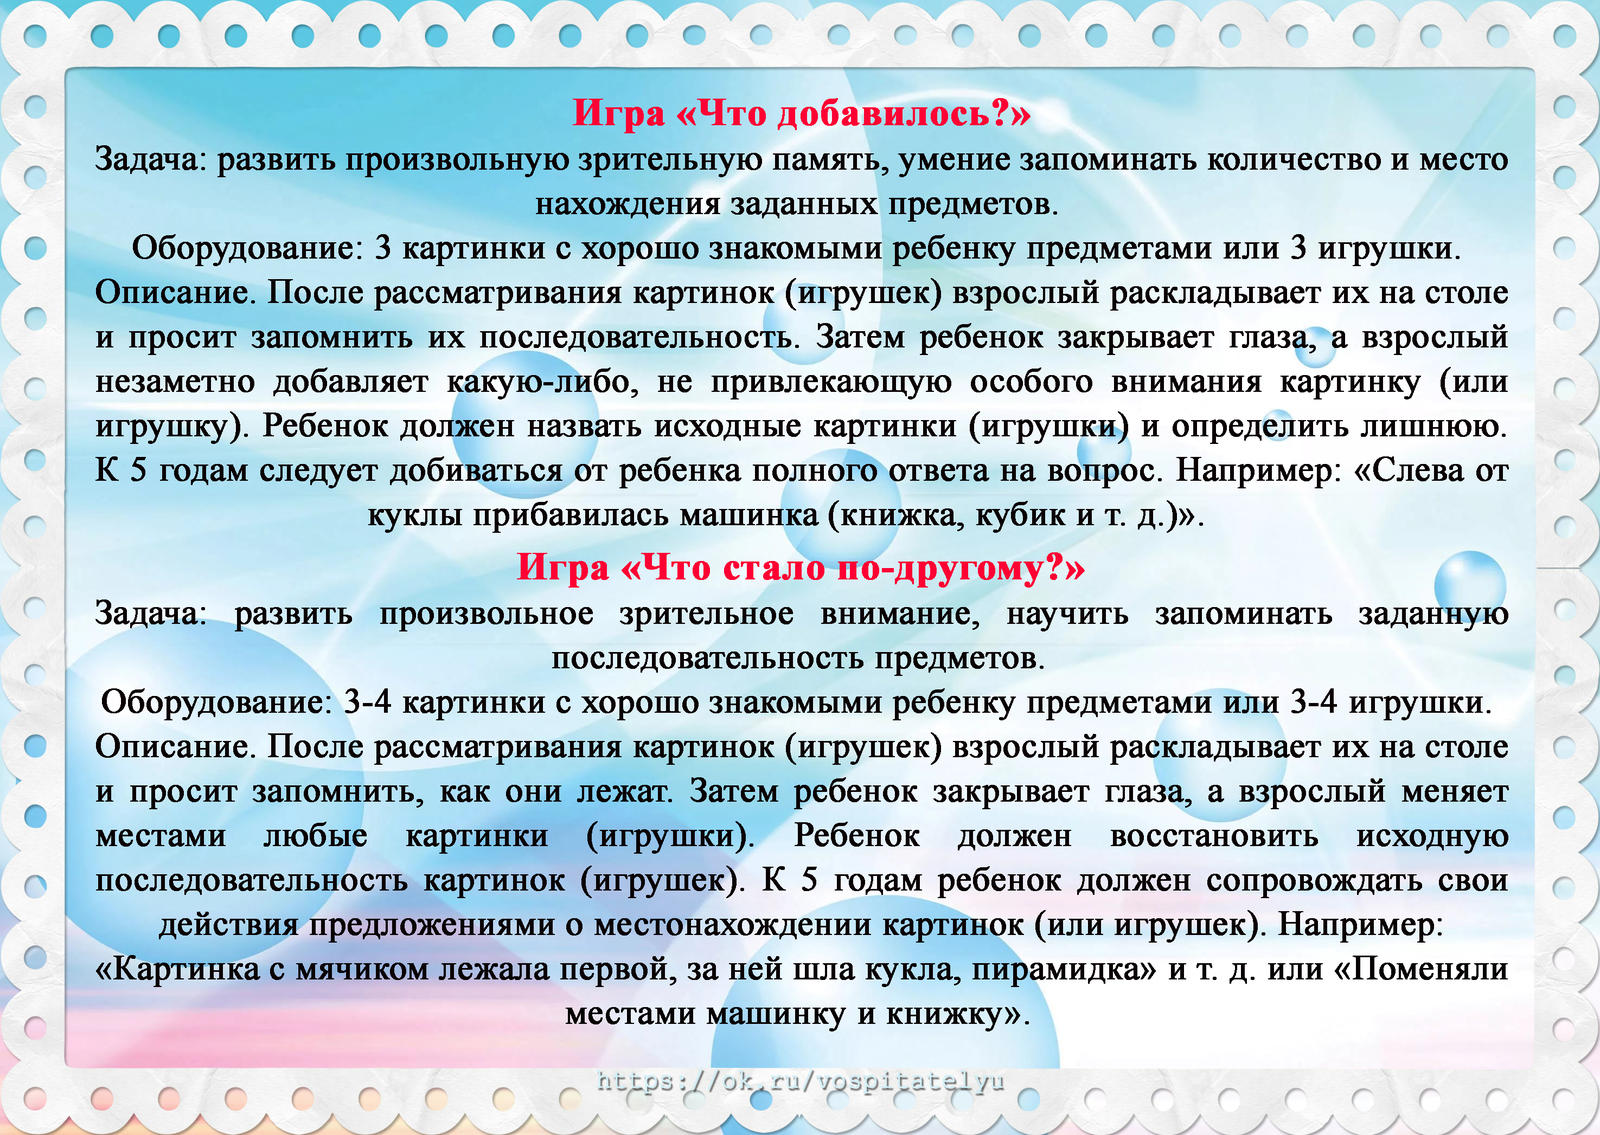 Игра «Что добавилось?»
Задача: развить произвольную зрительную память, умение запоминать количество и место
нахождения заданных предметов.
Оборудование: 3 картинки с хорошо знакомыми ребенку предметами или 3 игрушки.
Описание. После рассматривания картинок (игрушек) взрослый раскладывает их на столе
и просит запомнить их последовательность. Затем ребенок закрывает глаза, а взрослый
незаметно добавляет какую-либо, не привлекающую особого внимания картинку (или
игрушку). Ребенок должен назвать исходные картинки (игрушки) и определить лишнюю.
К 5 годам следует добиваться от ребенка полного ответа на вопрос. Например: «Слева от
куклы прибавилась машинка (книжка, кубик и т. д.)».
Игра «Что стало по-другому?»
Задача: развить произвольное зрительное внимание, научить запоминать заданную
последовательность предметов.
Оборудование: 3-4 картинки с хорошо знакомыми ребенку предметами или 3-4 игрушки.
Описание. После рассматривания картинок (игрушек) взрослый раскладывает их на столе
и просит запомнить, как они лежат. Затем ребенок закрывает глаза, а взрослый меняет
местами любые картинки (игрушки). Ребенок должен восстановить исходную
последовательность картинок (игрушек). К 5 годам ребенок должен сопровождать свои
действия предложениями о местонахождении картинок (или игрушек). Например:
«Картинка с мячиком лежала первой, за ней шла кукла, пирамидка» и т. д. или «Поменяли
местами машинку и книжку».
https://ok.ru/vospitatelyu